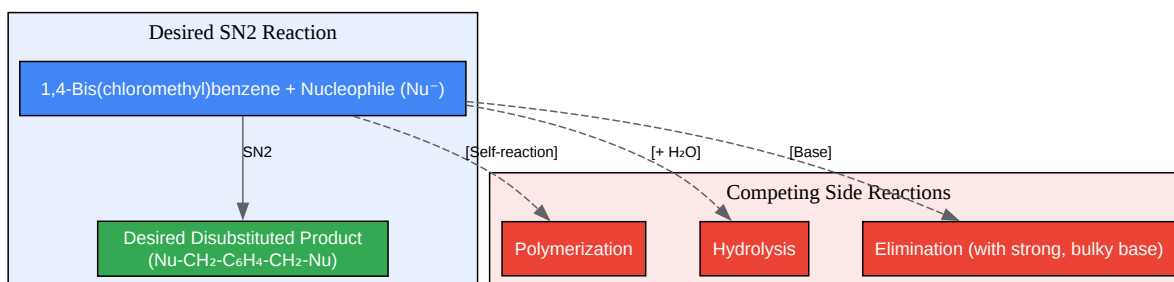 Desired SN2 Reaction
1,4-Bis(chloromethyl)benzene + Nucleophile (Nu⁻)
SN2
[Self-reaction]
[+ H₂O]
[Base]
Desired Disubstituted Product
(Nu-CH₂-C₆H₄-CH₂-Nu)
Competing Side Reactions
Polymerization
Hydrolysis
Elimination (with strong, bulky base)